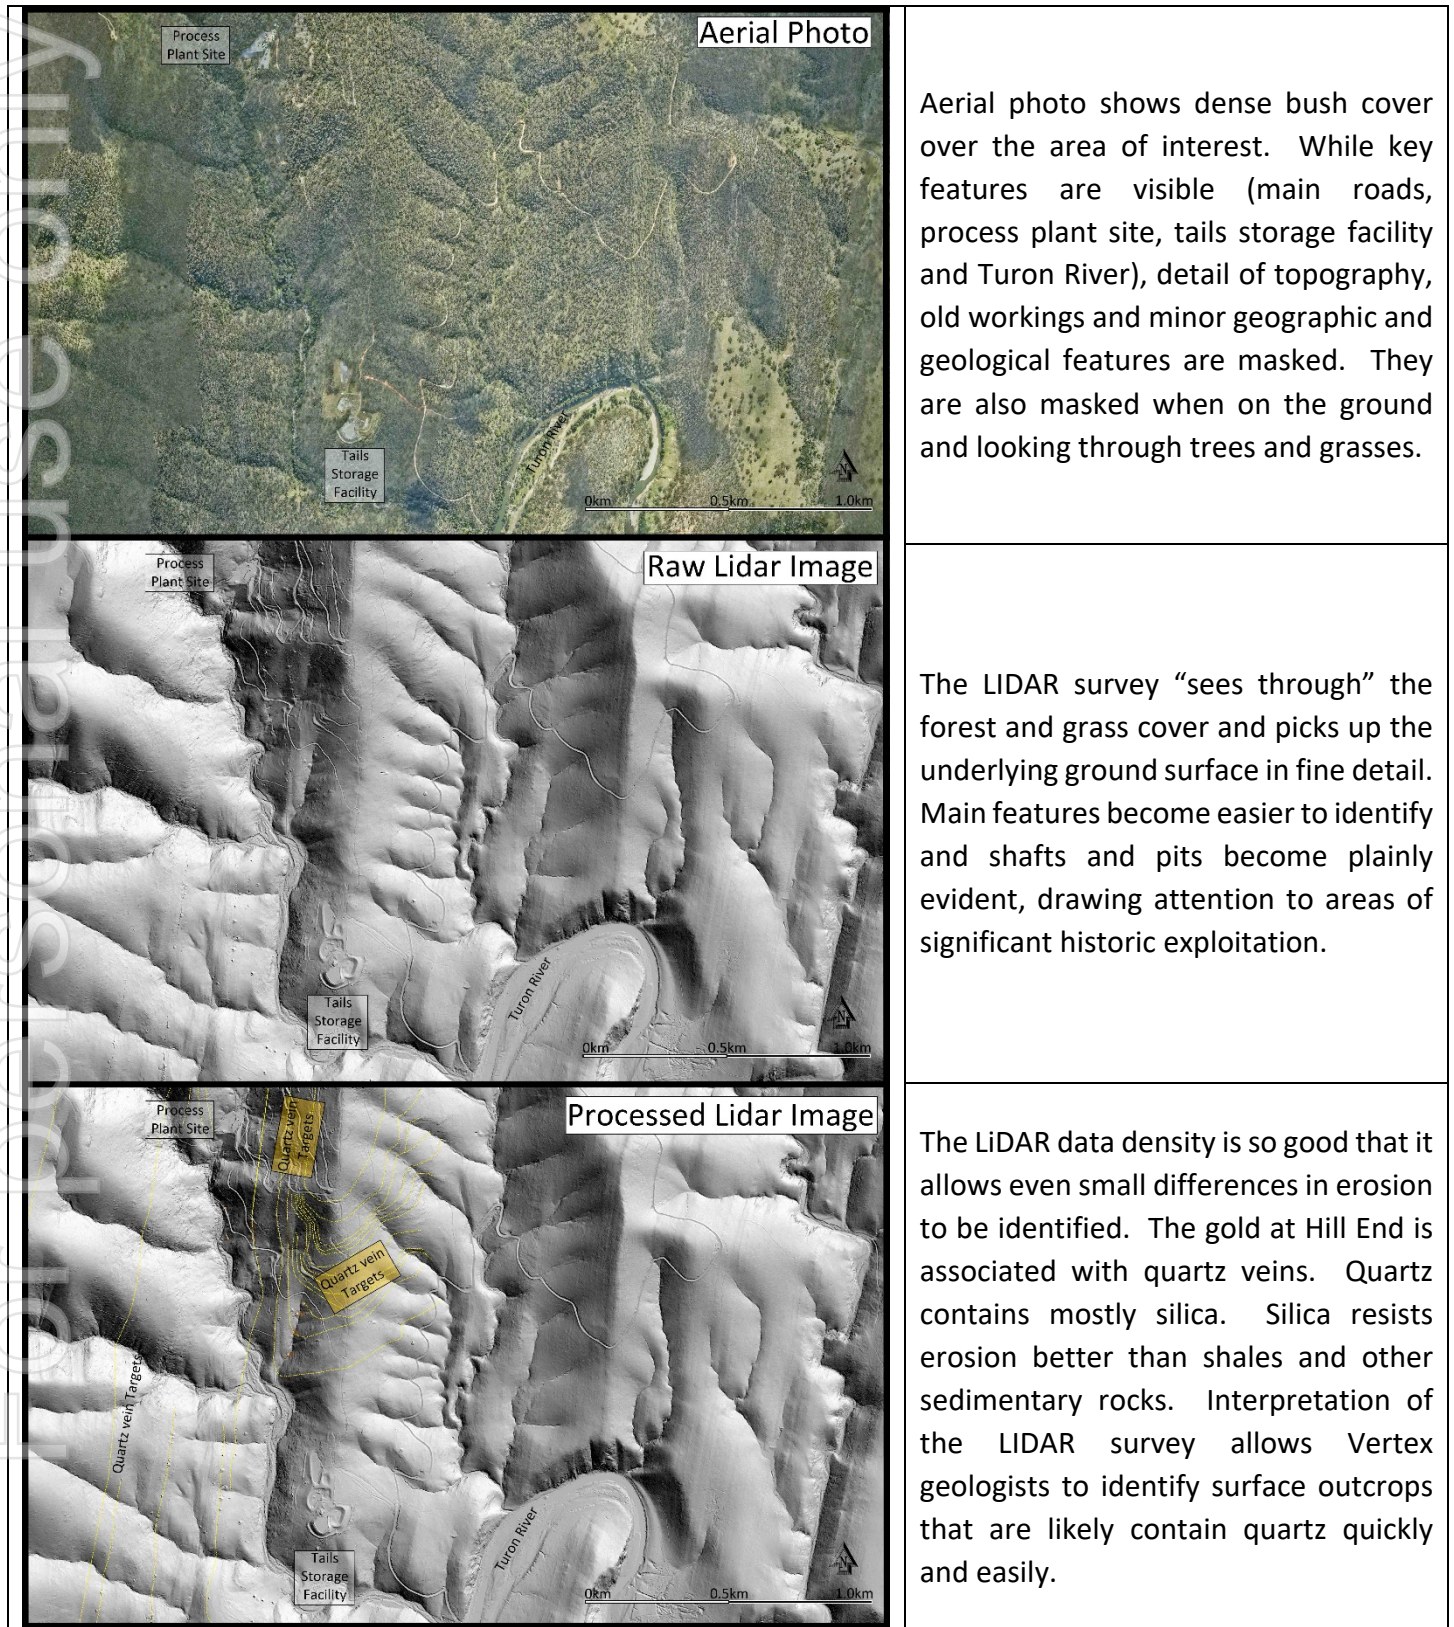 For personal use only
Aerial Photo
Process
Plant Site
Tails
Storage
Facility
Turon River
N
0km 0.5km 1.0km
Aerial photo shows dense bush cover
over the area of interest. While key
features are visible (main roads,
process plant site, tails storage facility
and Turon River), detail of topography,
old workings and minor geographic and
geological features are masked. They
are also masked when on the ground
and looking through trees and grasses.
Raw Lidar Image
Process
Plant Site
Tails
Storage
Facility
Turon River
N
0km 0.5km 1.0km
The LIDAR survey “sees through” the
forest and grass cover and picks up the
underlying ground surface in fine detail.
Main features become easier to identify
and shafts and pits become plainly
evident, drawing attention to areas of
significant historic exploitation.
Processed Lidar Image
Process
Plant Site
Quartz vein
Targets
Quartz vein
Targets
Quartz vein Targets
Tails
Storage
Facility
Turon River
N
0km 0.5km 1.0km
The LiDAR data density is so good that it
allows even small differences in erosion
to be identified. The gold at Hill End is
associated with quartz veins. Quartz
contains mostly silica. Silica resists
erosion better than shales and other
sedimentary rocks. Interpretation of
the LIDAR survey allows Vertex
geologists to identify surface outcrops
that are likely contain quartz quickly
and easily.